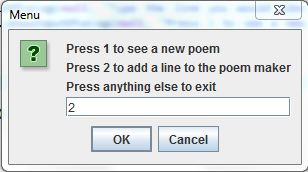 Menu
Press 1 to see a new poem
Press 2 to add a line to the poem maker
Press anything else to exit
2
OK Cancel